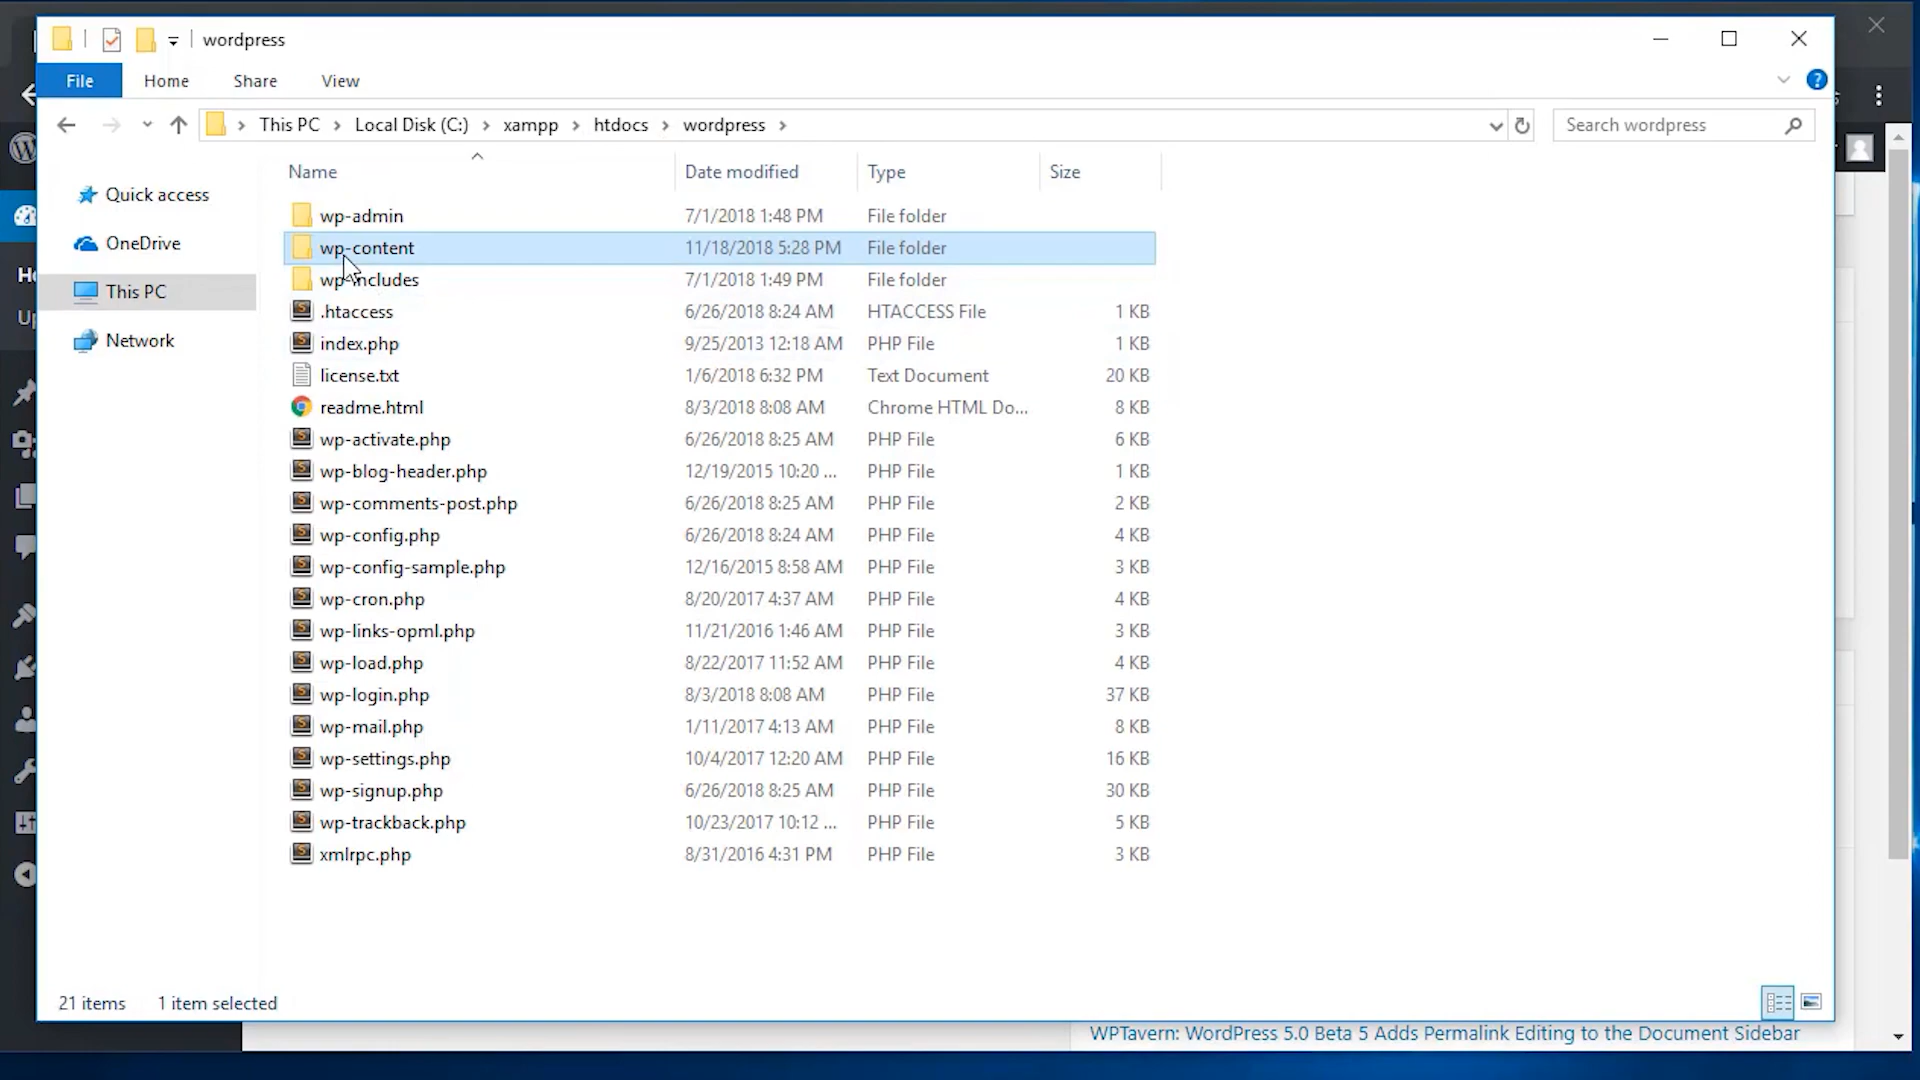 wordpress
File Home Share View
This PC Local Disk (C:) xampp htdocs wordpress
Search wordpress
Name Date modified Type Size
Quick access
OneDrive
This PC
Network
wp-admin 7/1/2018 1:48 PM File folder
wp-content 11/18/2018 5:28 PM File folder
wp-includes 7/1/2018 1:49 PM File folder
.htaccess 6/26/2018 8:24 AM HTACCESS File 1 KB
index.php 9/25/2013 12:18 AM PHP File 1 KB
license.txt 1/6/2018 6:32 PM Text Document 20 KB
readme.html 8/3/2018 8:08 AM Chrome HTML Do... 8 KB
wp-activate.php 6/26/2018 8:25 AM PHP File 6 KB
wp-blog-header.php 12/19/2015 10:20 ... PHP File 1 KB
wp-comments-post.php 6/26/2018 8:25 AM PHP File 2 KB
wp-config.php 6/26/2018 8:24 AM PHP File 4 KB
wp-config-sample.php 12/16/2015 8:58 AM PHP File 3 KB
wp-cron.php 8/20/2017 4:37 AM PHP File 4 KB
wp-links-opml.php 11/21/2016 1:46 AM PHP File 3 KB
wp-load.php 8/22/2017 11:52 AM PHP File 4 KB
wp-login.php 8/3/2018 8:08 AM PHP File 37 KB
wp-mail.php 1/11/2017 4:13 AM PHP File 8 KB
wp-settings.php 10/4/2017 12:20 AM PHP File 16 KB
wp-signup.php 6/26/2018 8:25 AM PHP File 30 KB
wp-trackback.php 10/23/2017 10:12 ... PHP File 5 KB
xmlrpc.php 8/31/2016 4:31 PM PHP File 3 KB
21 items 1 item selected
WPTavern: WordPress 5.0 Beta 5 Adds Permalink Editing to the Document Sidebar